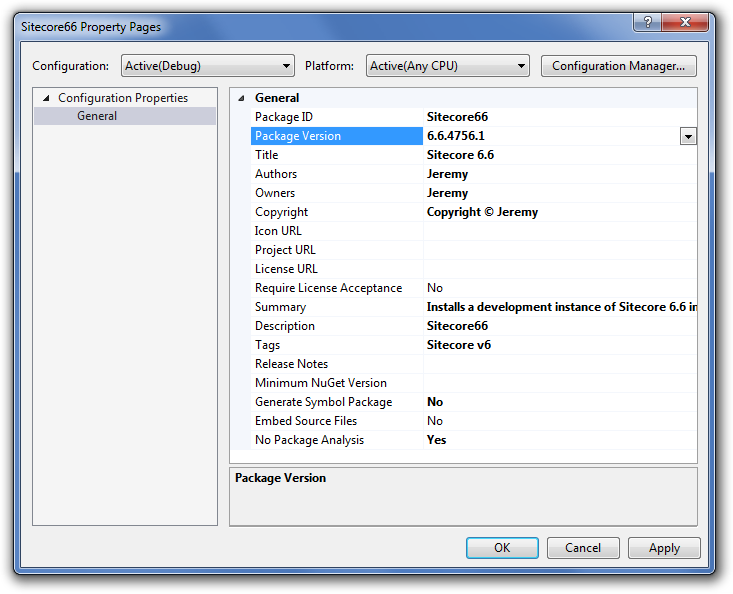 Sitecore66 Property Pages
?
Configuration: Active(Debug) Platform: Active(Any CPU) Configuration Manager...
Configuration Properties
General
General
Package ID Sitecore66
Package Version 6.6.4756.1
Title Sitecore 6.6
Authors Jeremy
Owners Jeremy
Copyright Copyright © Jeremy
Icon URL
Project URL
License URL
Require License Acceptance No
Summary Installs a development instance of Sitecore 6.6 in
Description Sitecore66
Tags Sitecore v6
Release Notes
Minimum NuGet Version
Generate Symbol Package No
Embed Source Files No
No Package Analysis Yes
Package Version
OK Cancel Apply